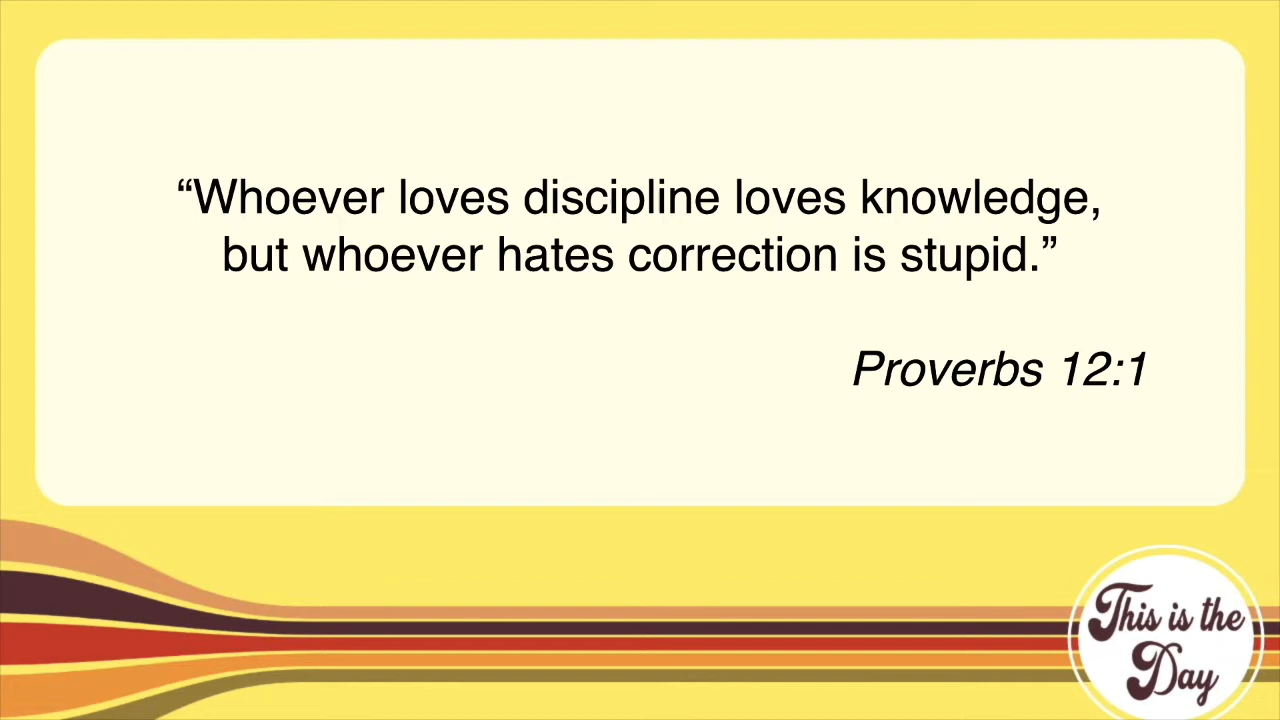 “Whoever loves discipline loves knowledge,
but whoever hates correction is stupid.”
Proverbs 12:1
This is the
Day